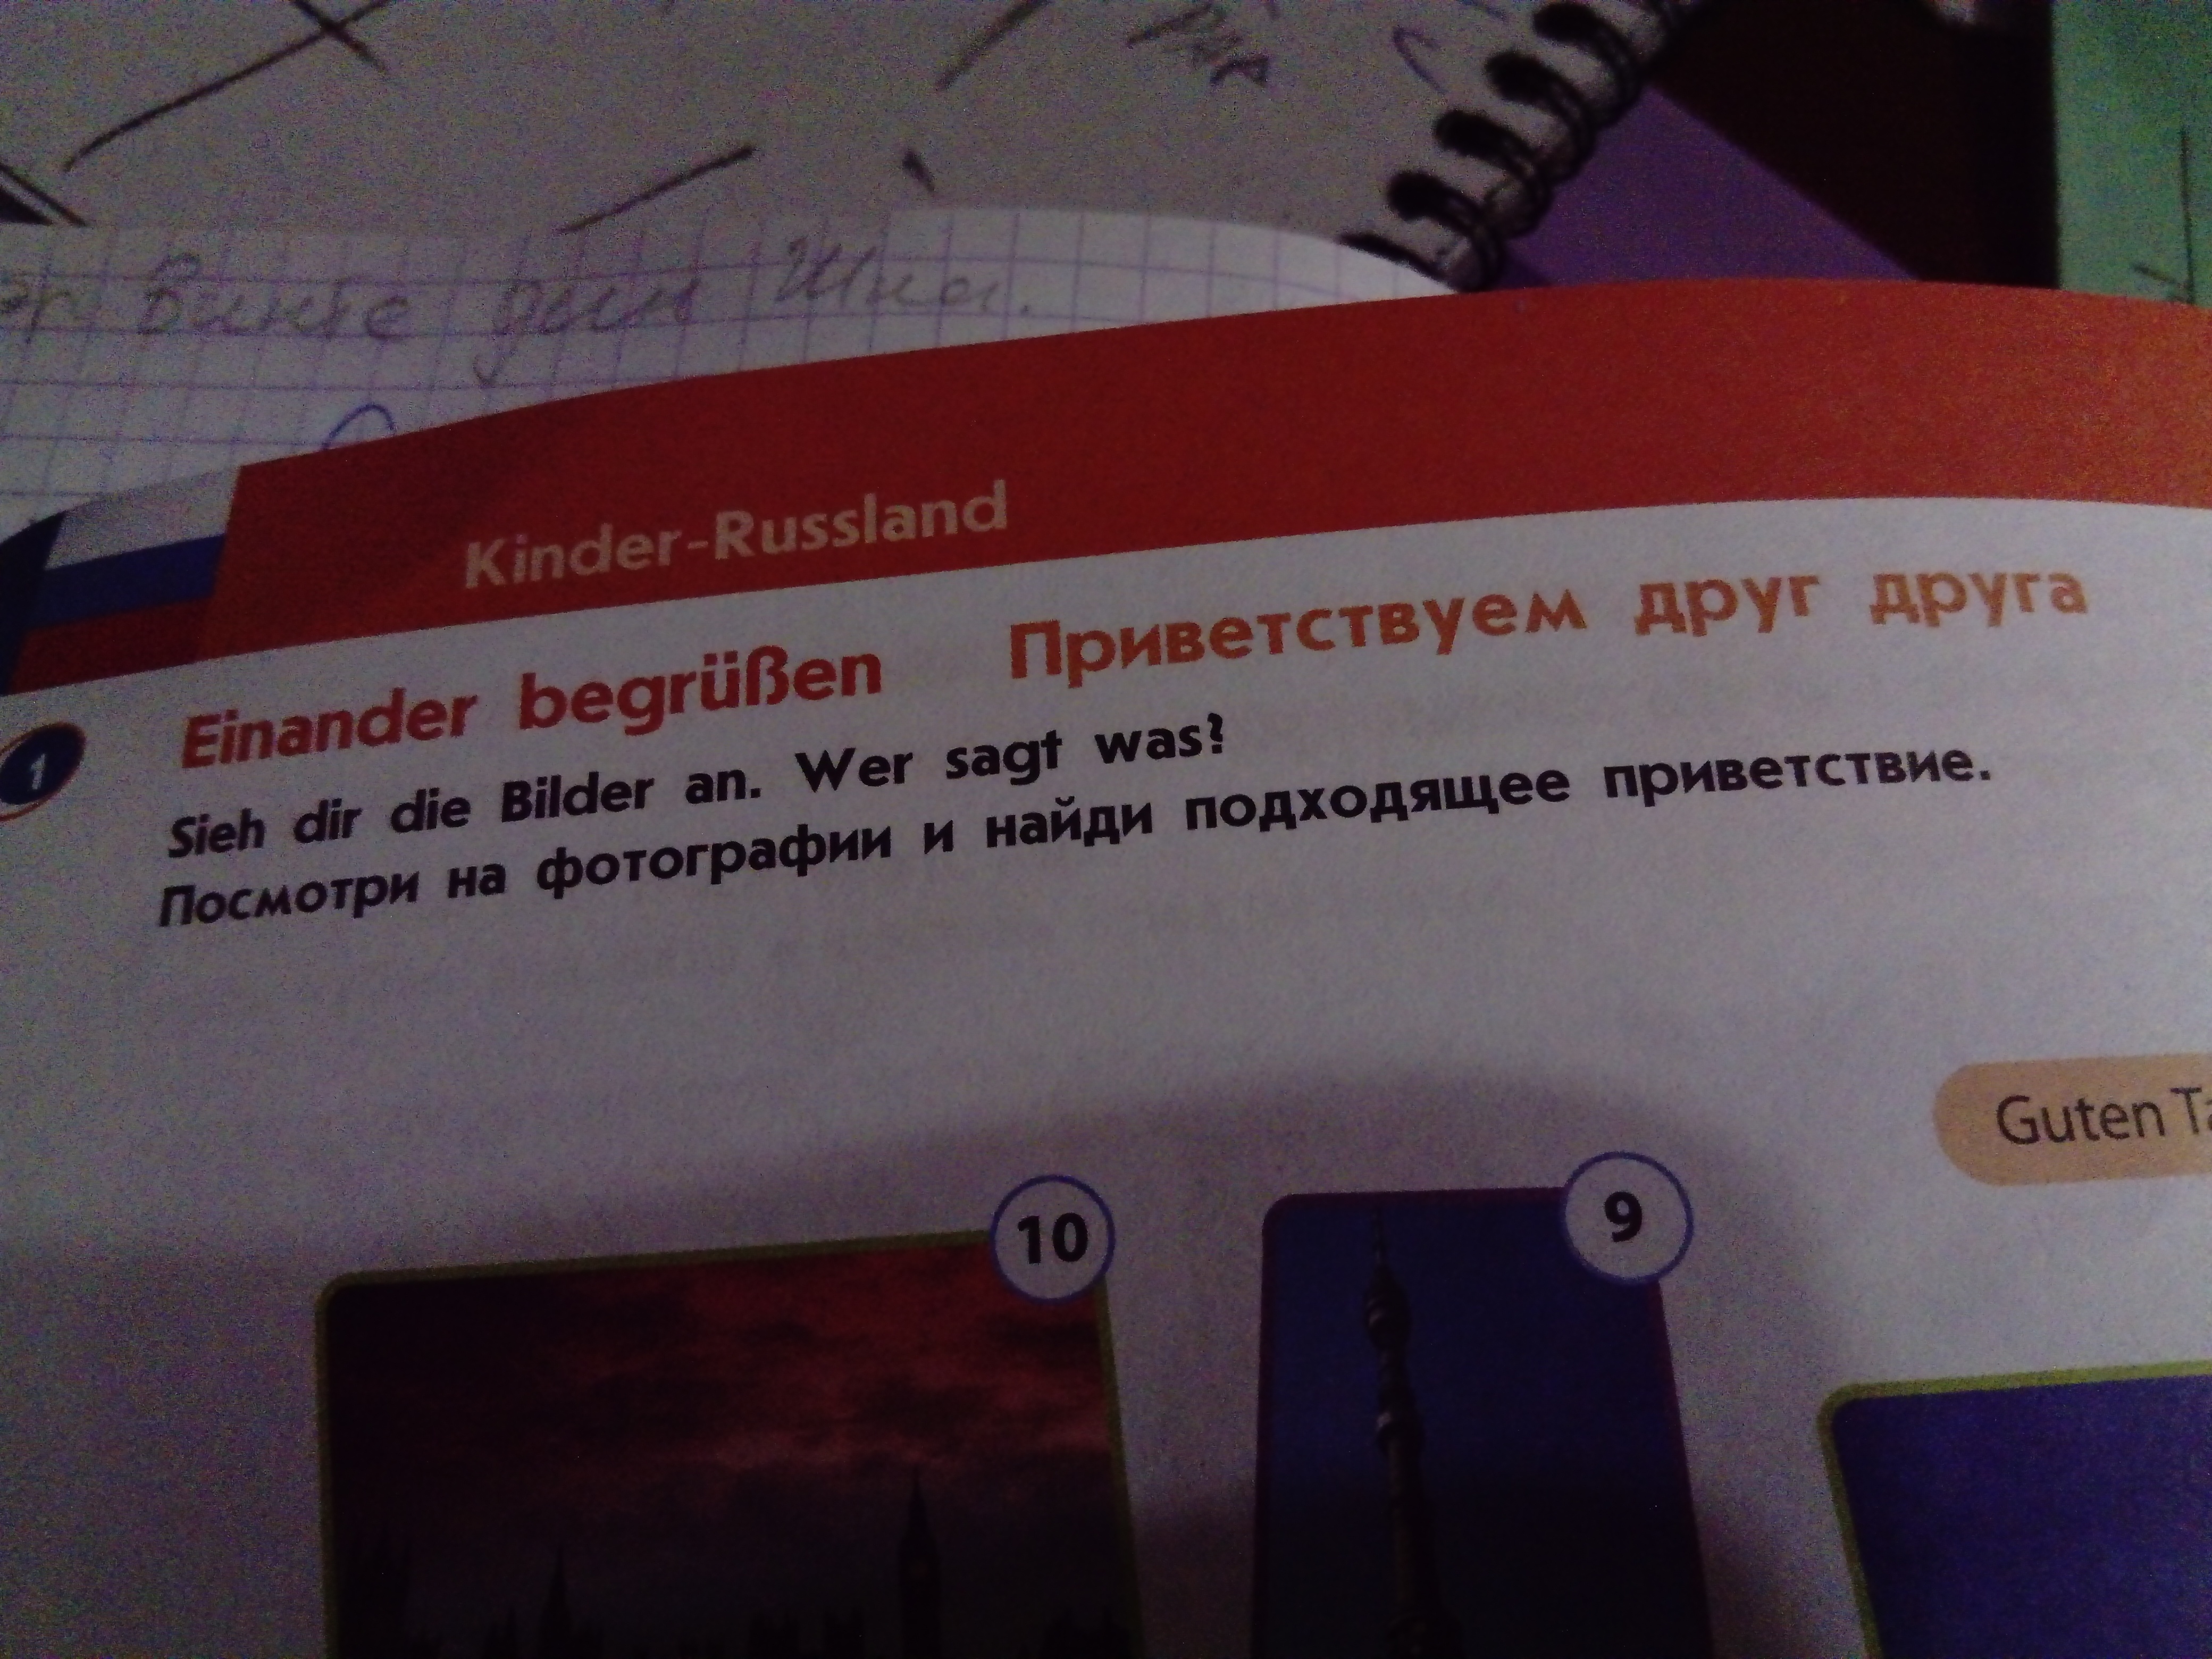 Винте
Kinder-Russland
Einander begrüßen Приветствуем друг друга
1
Sieh dir die Bilder an. Wer sagt was?
Посмотри на фотографии и найди подходящее приветствие.
Guten
10
9